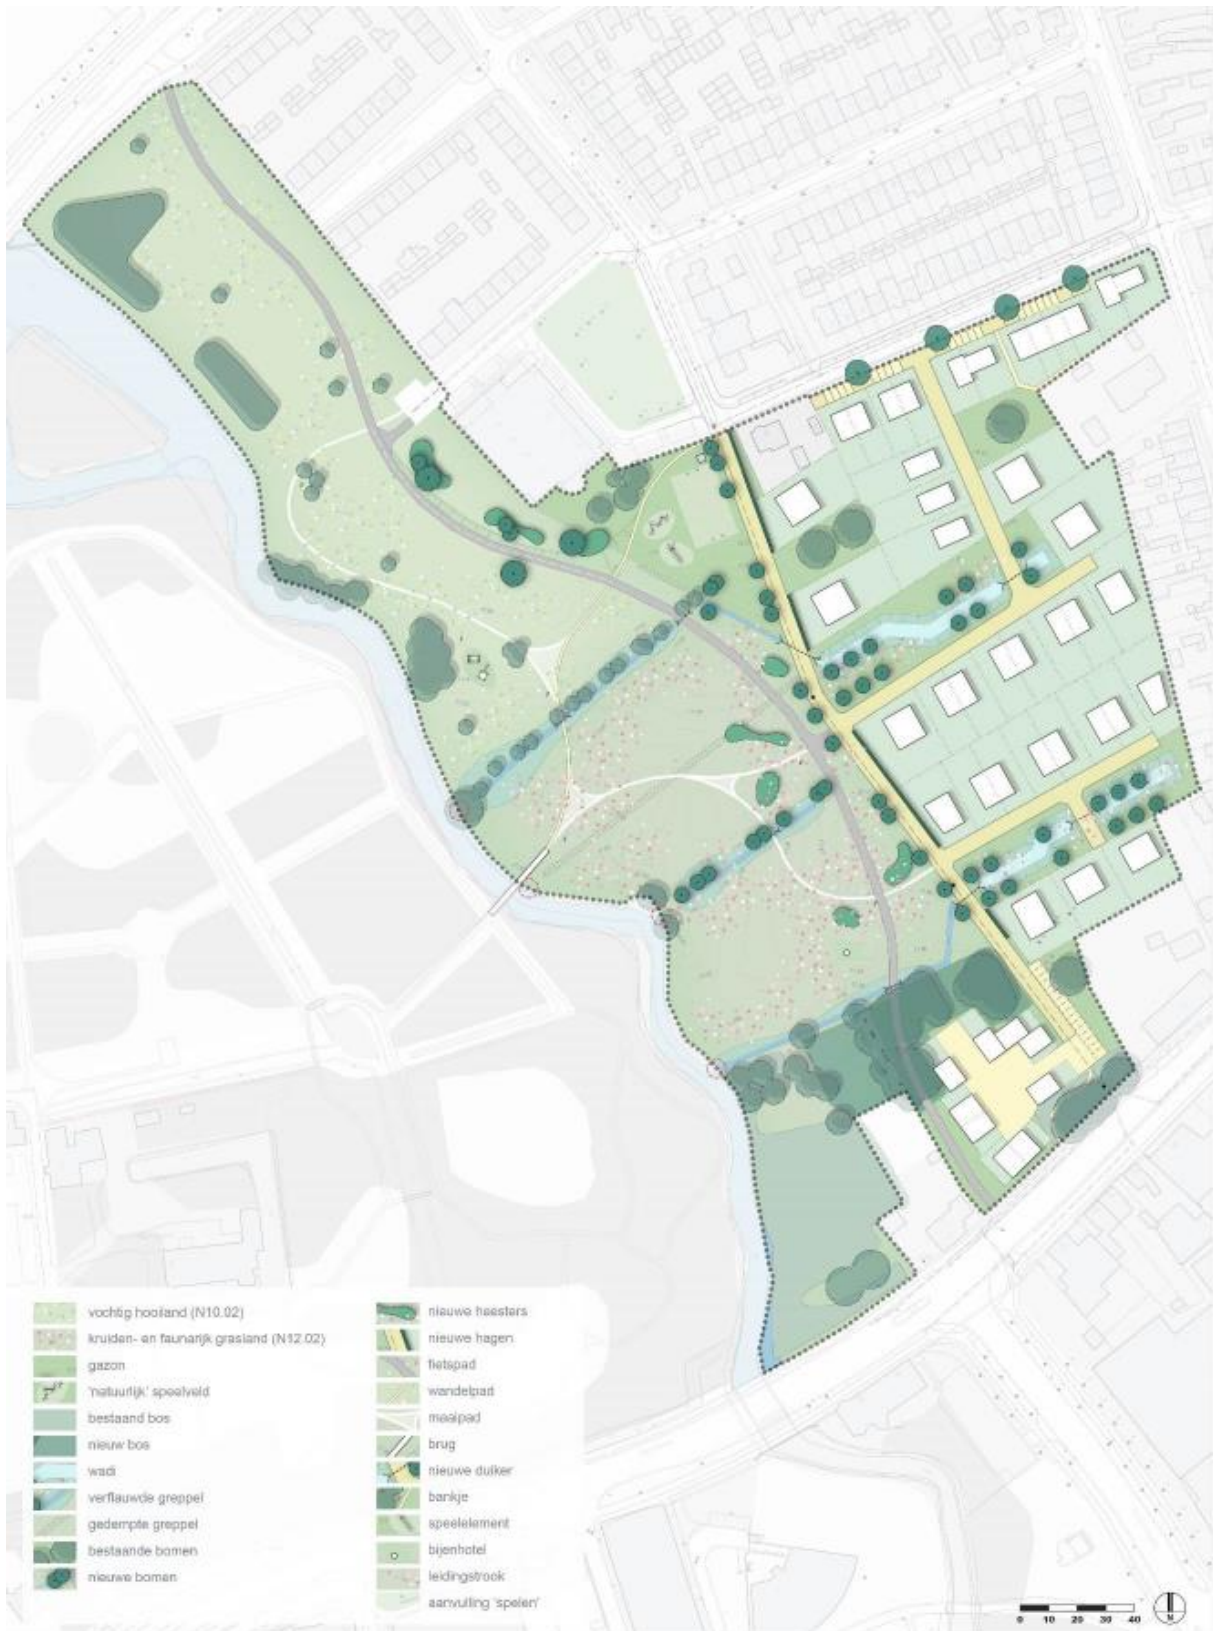 vochtig hooiland (N10.02)
kruiden- en faunarijk grasland (N12.02)
gazon
'natuurlijk' speelveld
bestaand bos
nieuw bos
wadi
verflauwde greppel
gedempte greppel
bestaande bomen
nieuwe bomen
nieuwe heesters
nieuwe hagen
fietspad
wandelpad
maaipad
brug
nieuwe duiker
bankje
speelelement
bijenhotel
leidingstrook
aanvulling 'spelen'
0 10 20 30 40
N